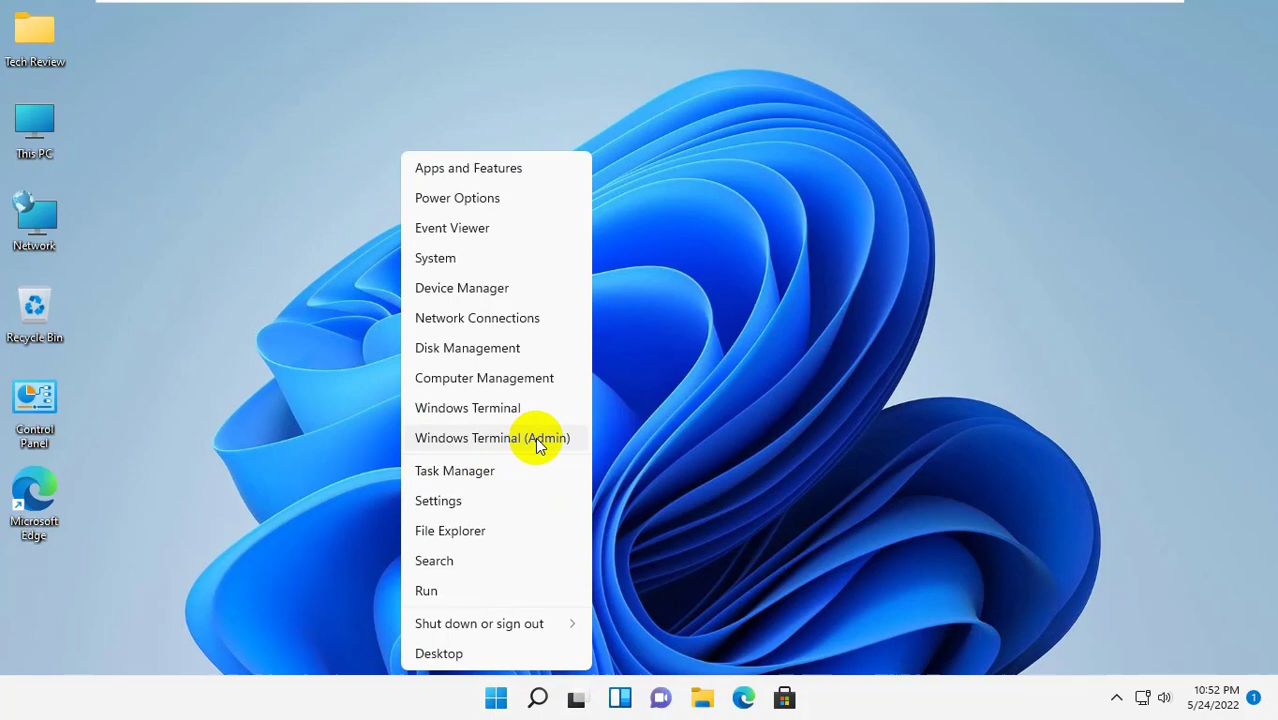 Tech Review
This PC
Network
Recycle Bin
Control
Panel
Microsoft
Edge
Apps and Features
Power Options
Event Viewer
System
Device Manager
Network Connections
Disk Management
Computer Management
Windows Terminal
Windows Terminal (Admin)
Task Manager
Settings
File Explorer
Search
Run
Shut down or sign out
Desktop
10:52 PM
5/24/2022
1